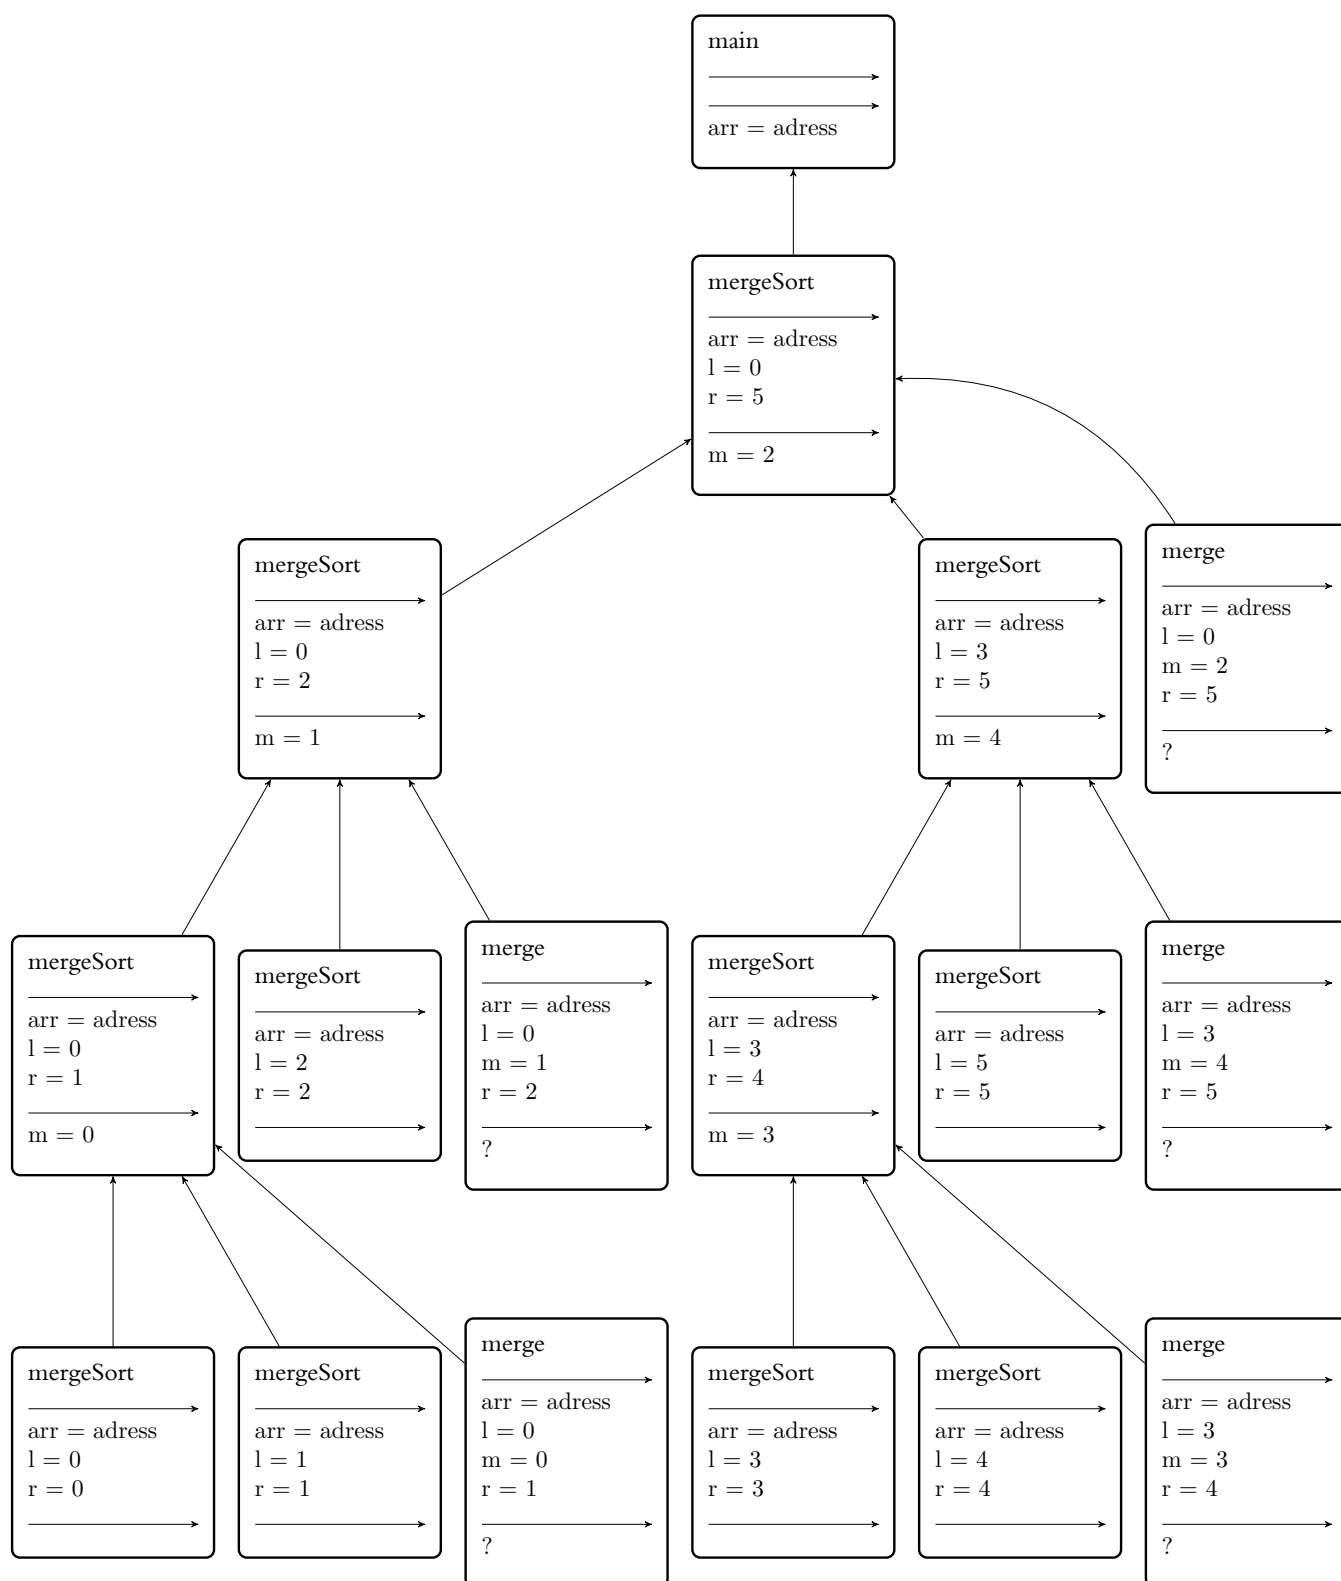 main
arr = adress
mergeSort
arr = adress
l = 0
r = 5
m = 2
mergeSort
arr = adress
l = 0
r = 2
m = 1
mergeSort
arr = adress
l = 3
r = 5
m = 4
merge
arr = adress
l = 0
m = 2
r = 5
?
mergeSort
arr = adress
l = 0
r = 1
m = 0
mergeSort
arr = adress
l = 2
r = 2
merge
arr = adress
l = 0
m = 1
r = 2
?
mergeSort
arr = adress
l = 3
r = 4
m = 3
mergeSort
arr = adress
l = 5
r = 5
merge
arr = adress
l = 3
m = 4
r = 5
?
mergeSort
arr = adress
l = 0
r = 0
mergeSort
arr = adress
l = 1
r = 1
merge
arr = adress
l = 0
m = 0
r = 1
?
mergeSort
arr = adress
l = 3
r = 3
mergeSort
arr = adress
l = 4
r = 4
merge
arr = adress
l = 3
m = 3
r = 4
?